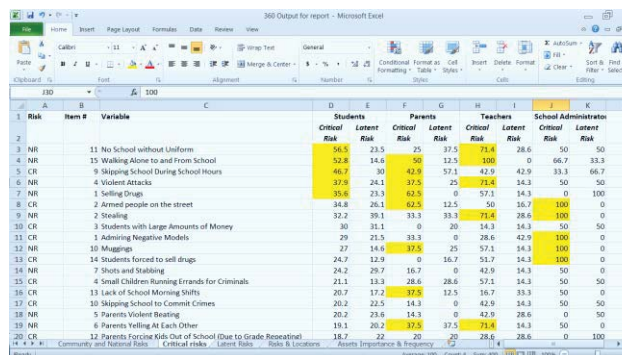 360 Output for report - Microsoft Excel
File Home Insert Page Layout Formulas Data Review View
Calibri 11 Wrap Text General AutoSum
Paste Merge & Center Conditional Format as Cell Insert Delete Format Fill Sort & Find
Formatting Table Styles Clear Filter Select
Clipboard Font Alignment Number Styles Cells Editing
J30 fx 100
A B C D E F G H I J K
1 Risk Item # Variable Students Parents Teachers School Administrator
Critical Latent Critical Latent Critical Latent Critical Latent
2 Risk Risk Risk Risk Risk Risk Risk Risk
3 NR 11 No School without Uniform 56.5 23.5 25 37.5 71.4 28.6 50 50
4 NR 15 Walking Alone to and From School 52.8 14.6 50 12.5 100 0 66.7 33.3
5 CR 9 Skipping School During School Hours 46.7 30 42.9 57.1 42.9 42.9 33.3 66.7
6 NR 4 Violent Attacks 37.9 24.1 37.5 25 71.4 14.3 50 50
7 NR 1 Selling Drugs 35.6 23.3 62.5 0 57.1 14.3 0 100
8 CR 2 Armed people on the street 34.8 26.1 62.5 12.5 50 16.7 100 0
9 NR 2 Stealing 32.2 39.1 33.3 33.3 71.4 28.6 100 0
10 CR 3 Students with Large Amounts of Money 30 31.1 0 20 14.3 14.3 50 50
11 CR 1 Admiring Negative Models 29 21.5 33.3 0 28.6 42.9 100 0
12 NR 10 Muggings 27 14.6 37.5 25 57.1 14.3 100 0
13 NR 14 Students forced to sell drugs 24.7 12.9 0 16.7 51.7 14.3 100 0
14 NR 7 Shots and Stabbing 24.2 29.7 16.7 0 42.9 14.3 50 0
15 CR 4 Small Children Running Errands for Criminals 21.1 13.3 28.6 28.6 57.1 14.3 50 50
16 CR 13 Lack of School Morning Shifts 20.7 17.2 37.5 12.5 16.7 33.3 50 0
17 CR 10 Skipping School to Commit Crimes 20.2 22.5 14.3 0 42.9 14.3 50 0
18 NR 5 Parents Violent Beating 20.2 23.6 14.3 0 42.9 28.6 50 0
19 NR 6 Parents Yelling At Each Other 19.1 20.2 37.5 37.5 71.4 14.3 50 0
20 CR 12 Parents Forcing Kids Out of School (Due to Grade Repeating) 18.7 22 20 20 28.6 28.6 0 100
Community and National Risks Critical risks Latent Risks Risks & Locations Assets Importance & Frequency